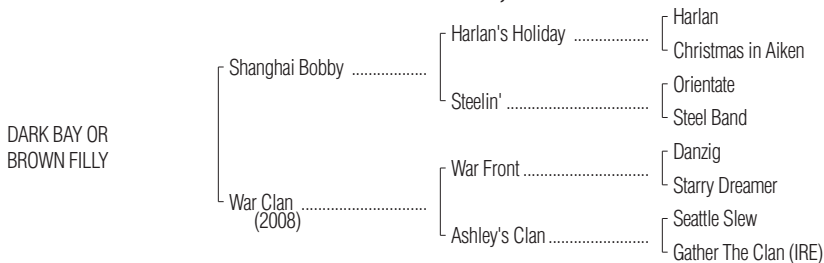 Harlan
Harlan's Holiday ..................
Christmas in Aiken
Shanghai Bobby ..................
Orientate
Steelin' ..................................
Steel Band
DARK BAY OR
BROWN FILLY
Danzig
War Front ..............................
Starry Dreamer
War Clan ...............................
(2008)
Seattle Slew
Ashley's Clan ........................
Gather The Clan (IRE)